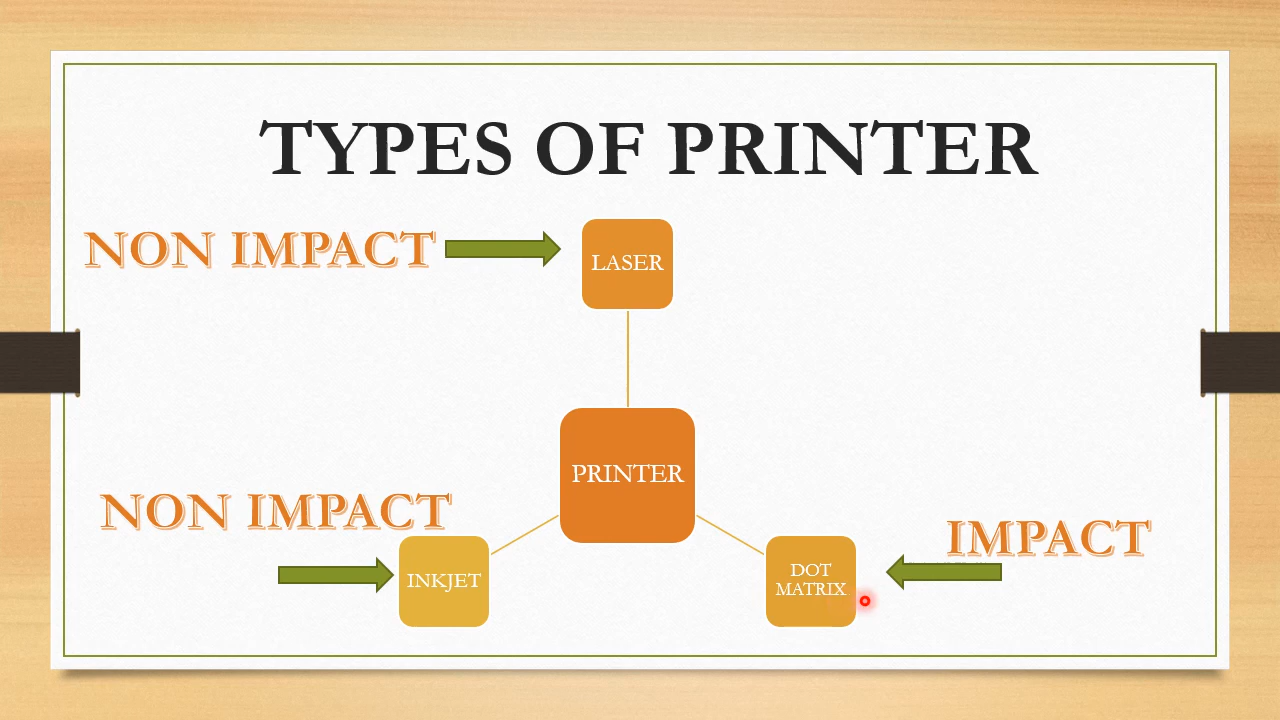 TYPES OF PRINTER
NON IMPACT
LASER
PRINTER
NON IMPACT
INKJET
IMPACT
DOT
MATRIX